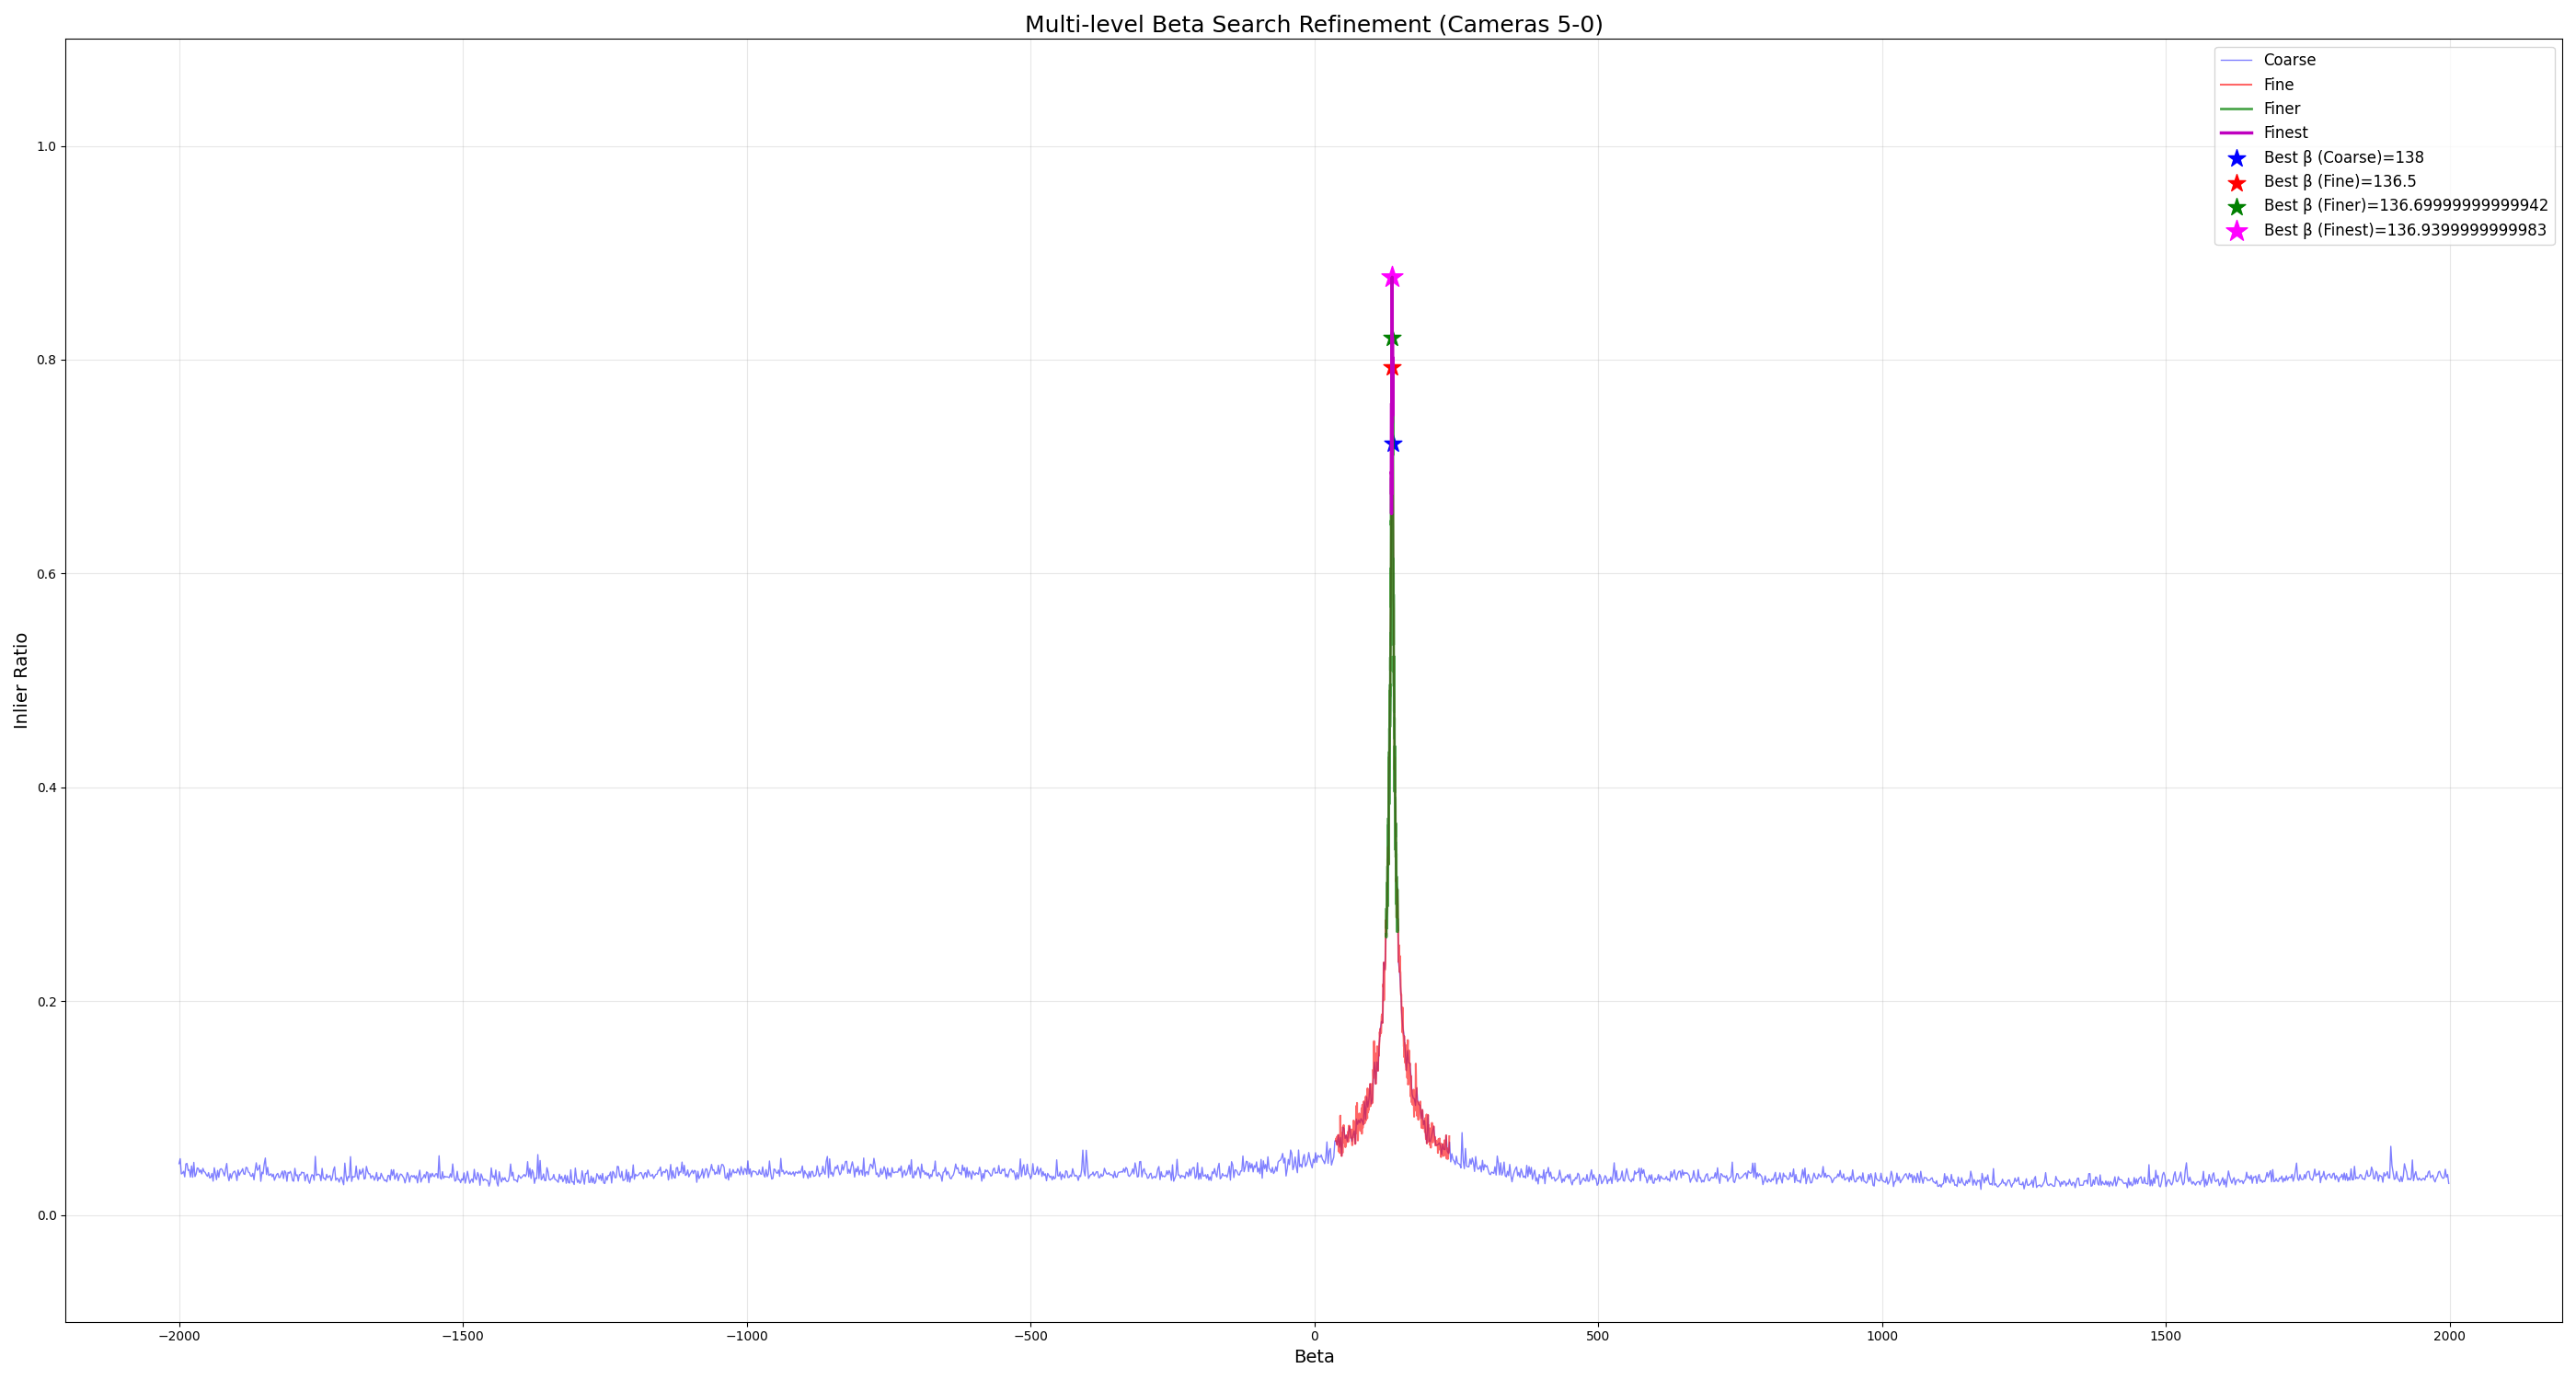 Multi-level Beta Search Refinement (Cameras 5-0)
Coarse
Fine
Finer
Finest
Best β (Coarse)=138
Best β (Fine)=136.5
Best β (Finer)=136.69999999999942
Best β (Finest)=136.9399999999983
Inlier Ratio
1.0
0.8
0.6
0.4
0.2
0.0
−2000 −1500 −1000 −500 0 500 1000 1500 2000
Beta